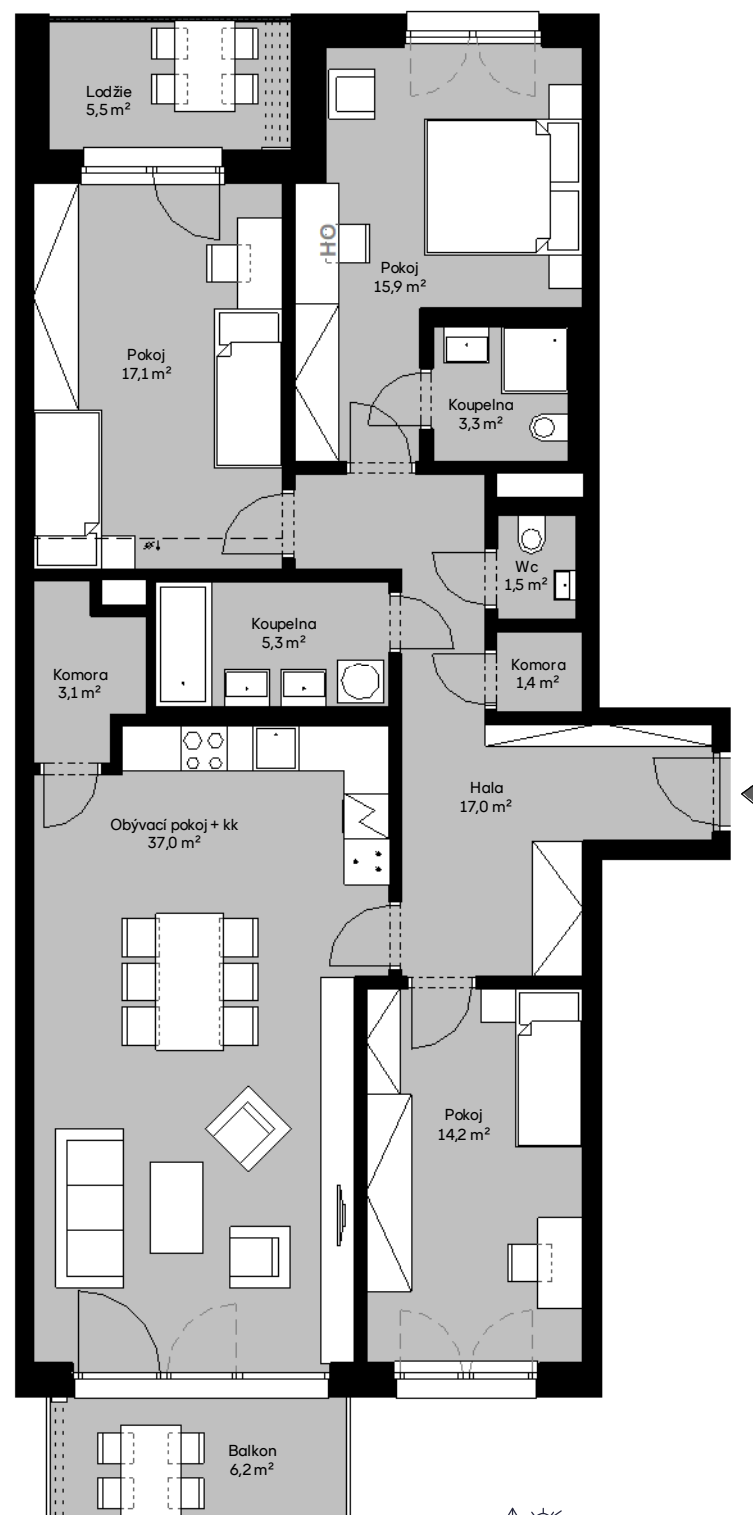 Lodžie
5,5 m²
HO
Pokoj
15,9 m²
Pokoj
17,1 m²
Koupelna
3,3 m²
Wc
1,5 m²
Koupelna
5,3 m²
Komora
1,4 m²
Komora
3,1 m²
Hala
17,0 m²
Obývací pokoj + kk
37,0 m²
Pokoj
14,2 m²
Balkon
6,2 m²